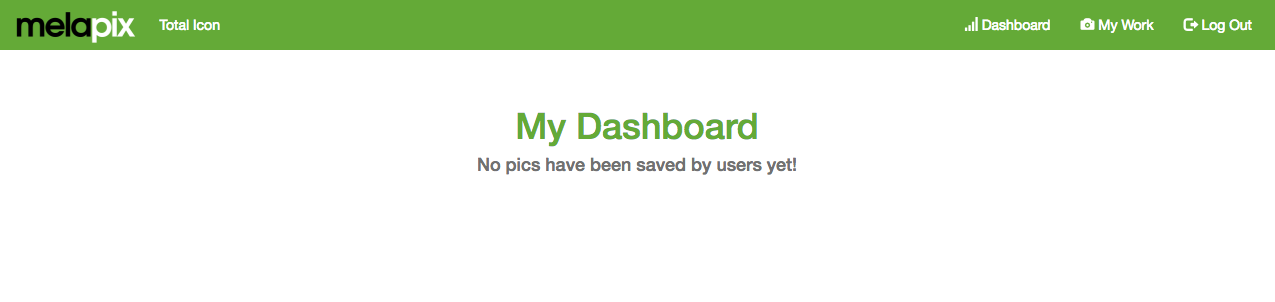 melapix Total Icon Dashboard My Work Log Out
My Dashboard
No pics have been saved by users yet!